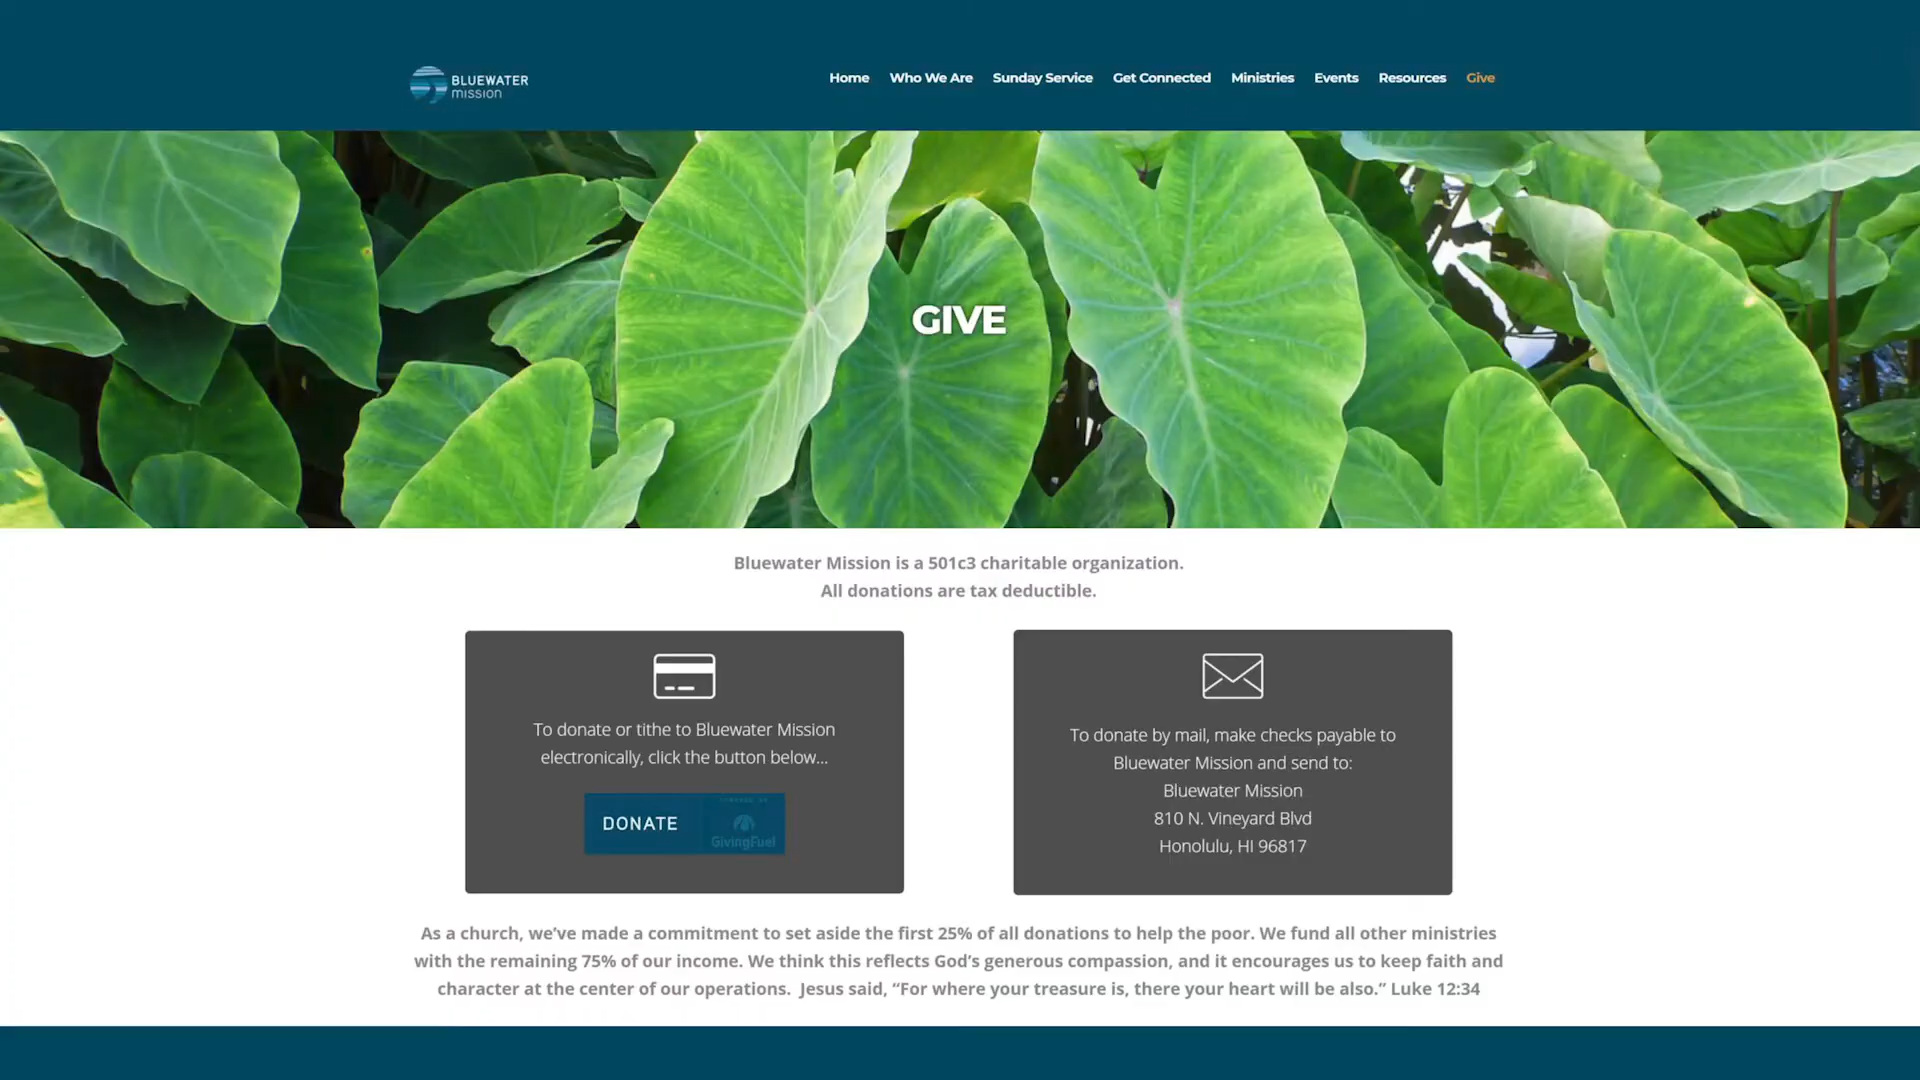 BLUEWATER
mission
Home Who We Are Sunday Service Get Connected Ministries Events Resources Give
GIVE
Bluewater Mission is a 501c3 charitable organization.
All donations are tax deductible.
To donate or tithe to Bluewater Mission
electronically, click the button below...
DONATE
GivingFuel
To donate by mail, make checks payable to
Bluewater Mission and send to:
Bluewater Mission
810 N. Vineyard Blvd
Honolulu, HI 96817
As a church, we’ve made a commitment to set aside the first 25% of all donations to help the poor. We fund all other ministries
with the remaining 75% of our income. We think this reflects God’s generous compassion, and it encourages us to keep faith and
character at the center of our operations.  Jesus said, “For where your treasure is, there your heart will be also.” Luke 12:34